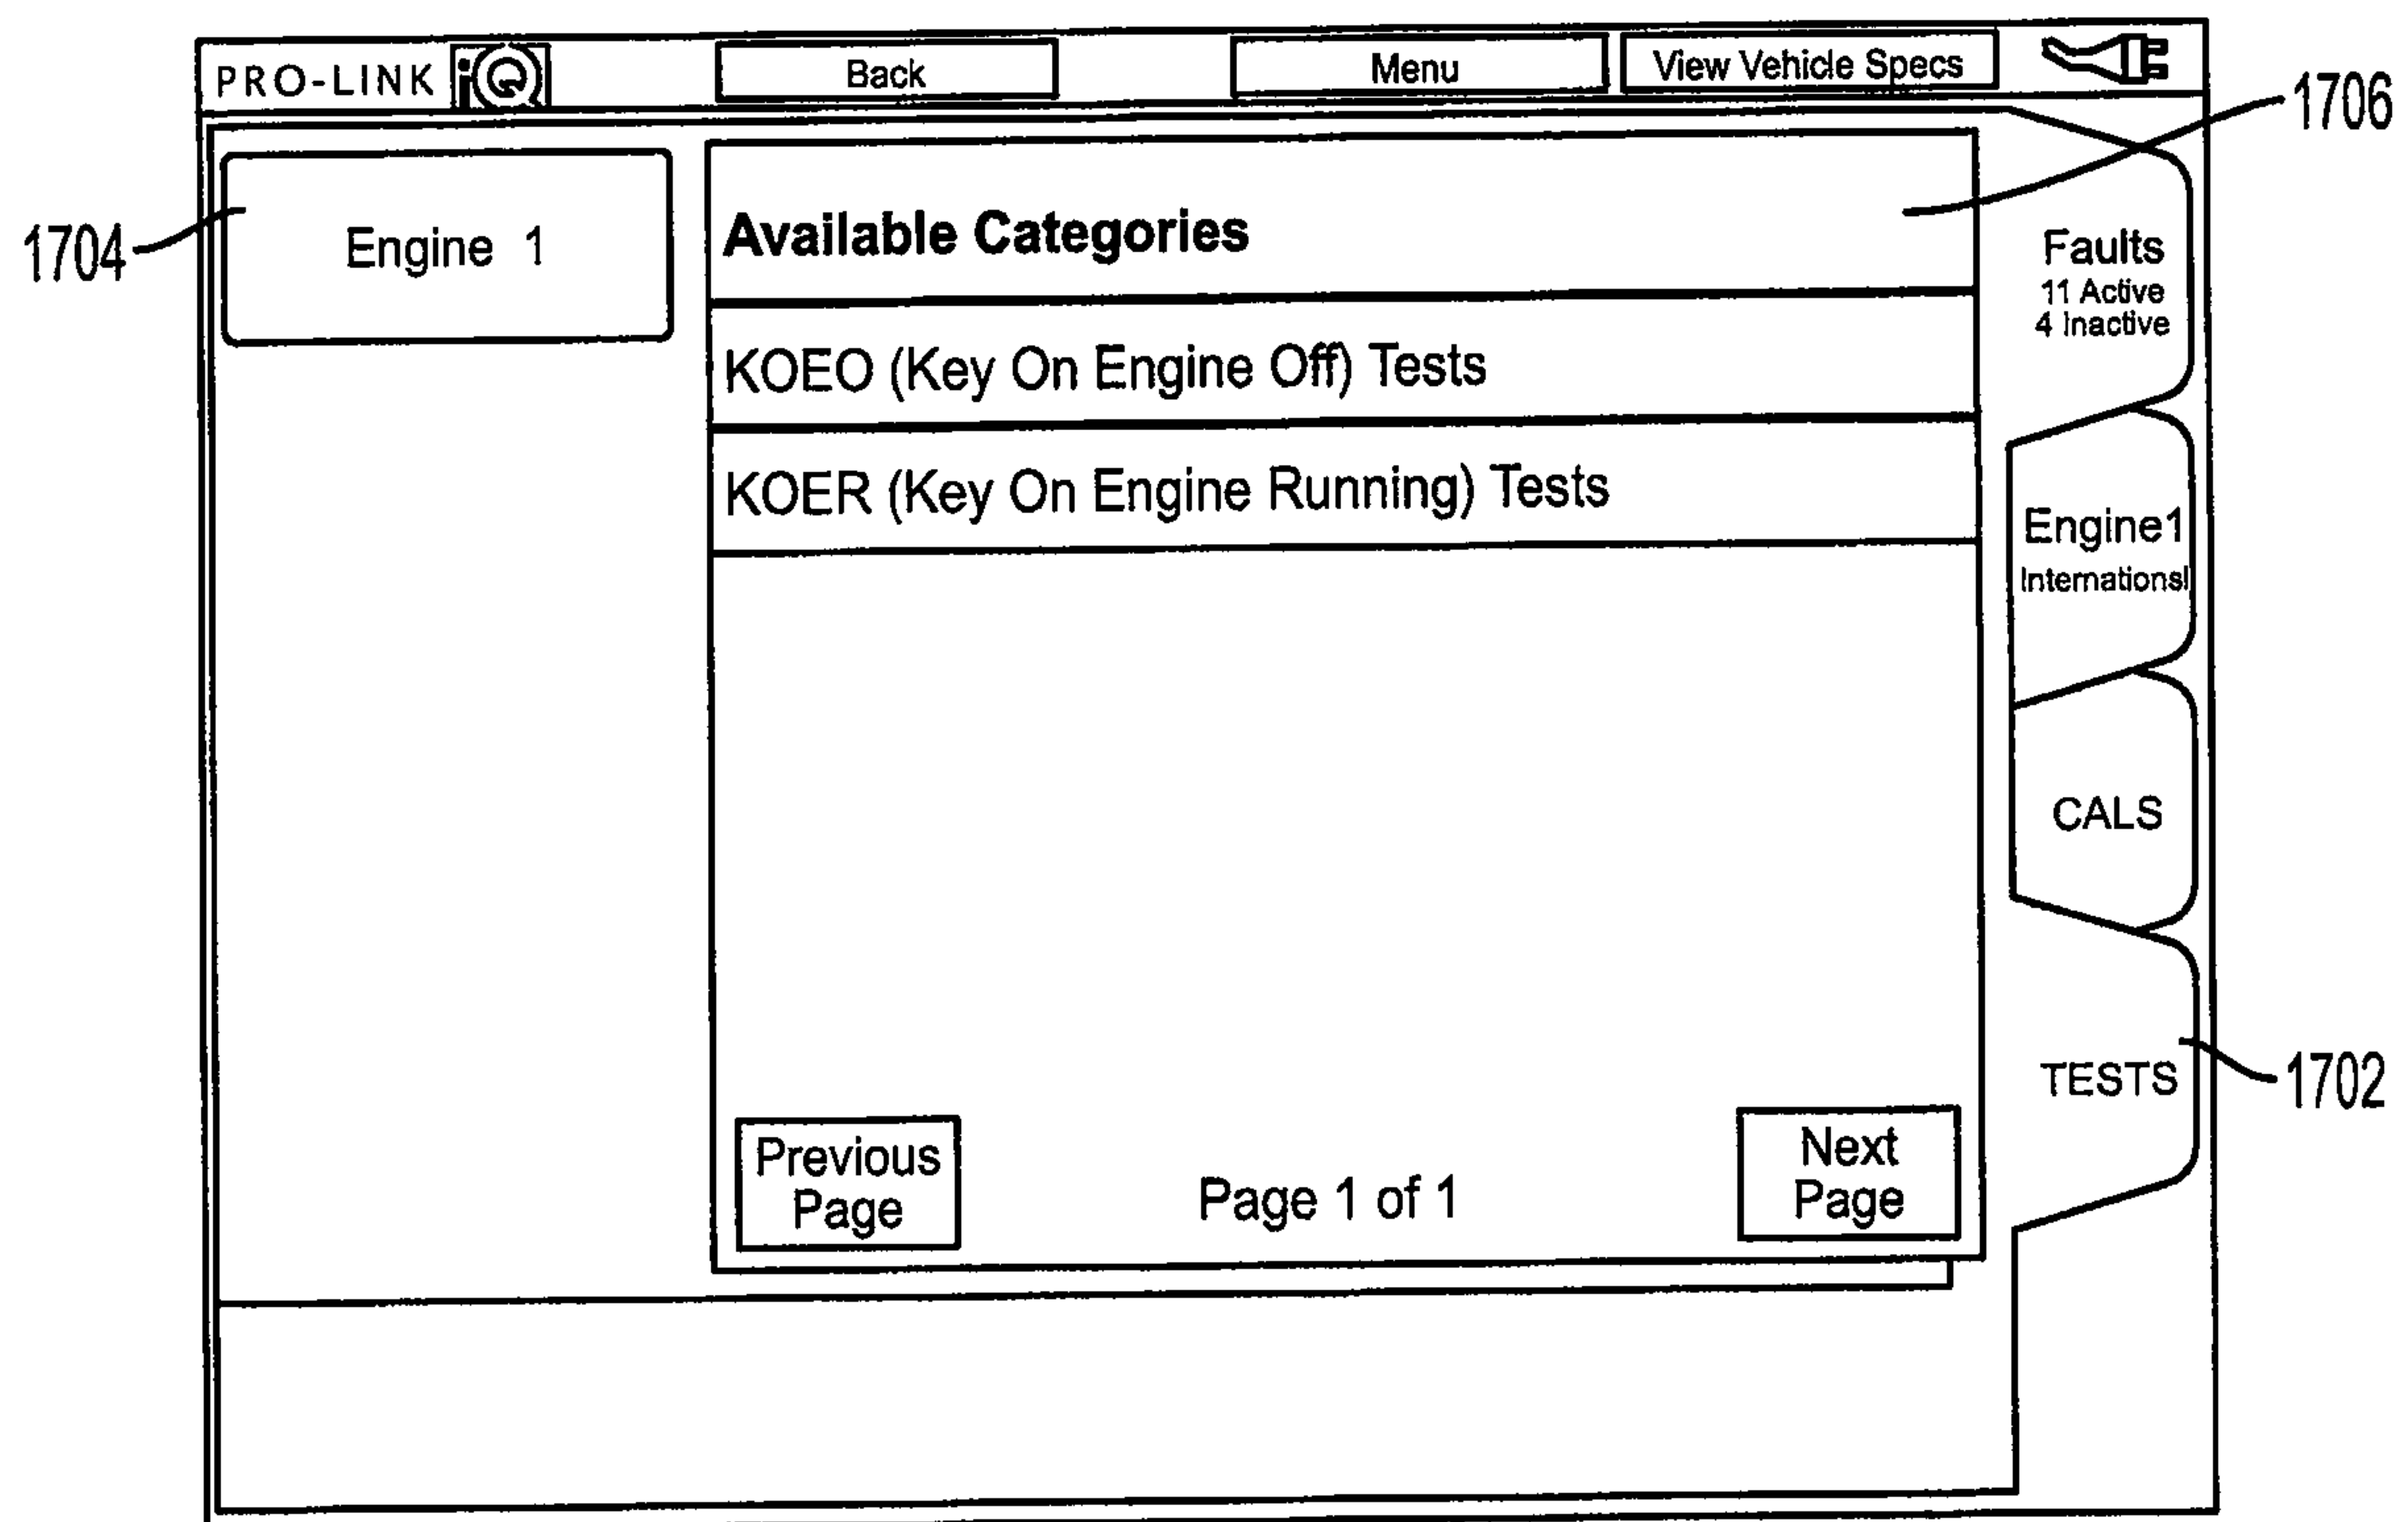 PRO-LINK iQ
Back
Menu
View Vehicle Specs
1706
1704
Engine 1
Available Categories
KOEO (Key On Engine Off) Tests
KOER (Key On Engine Running) Tests
Previous
Page
Page 1 of 1
Next
Page
Faults
11 Active
4 Inactive
Engine1
International
CALS
TESTS
1702